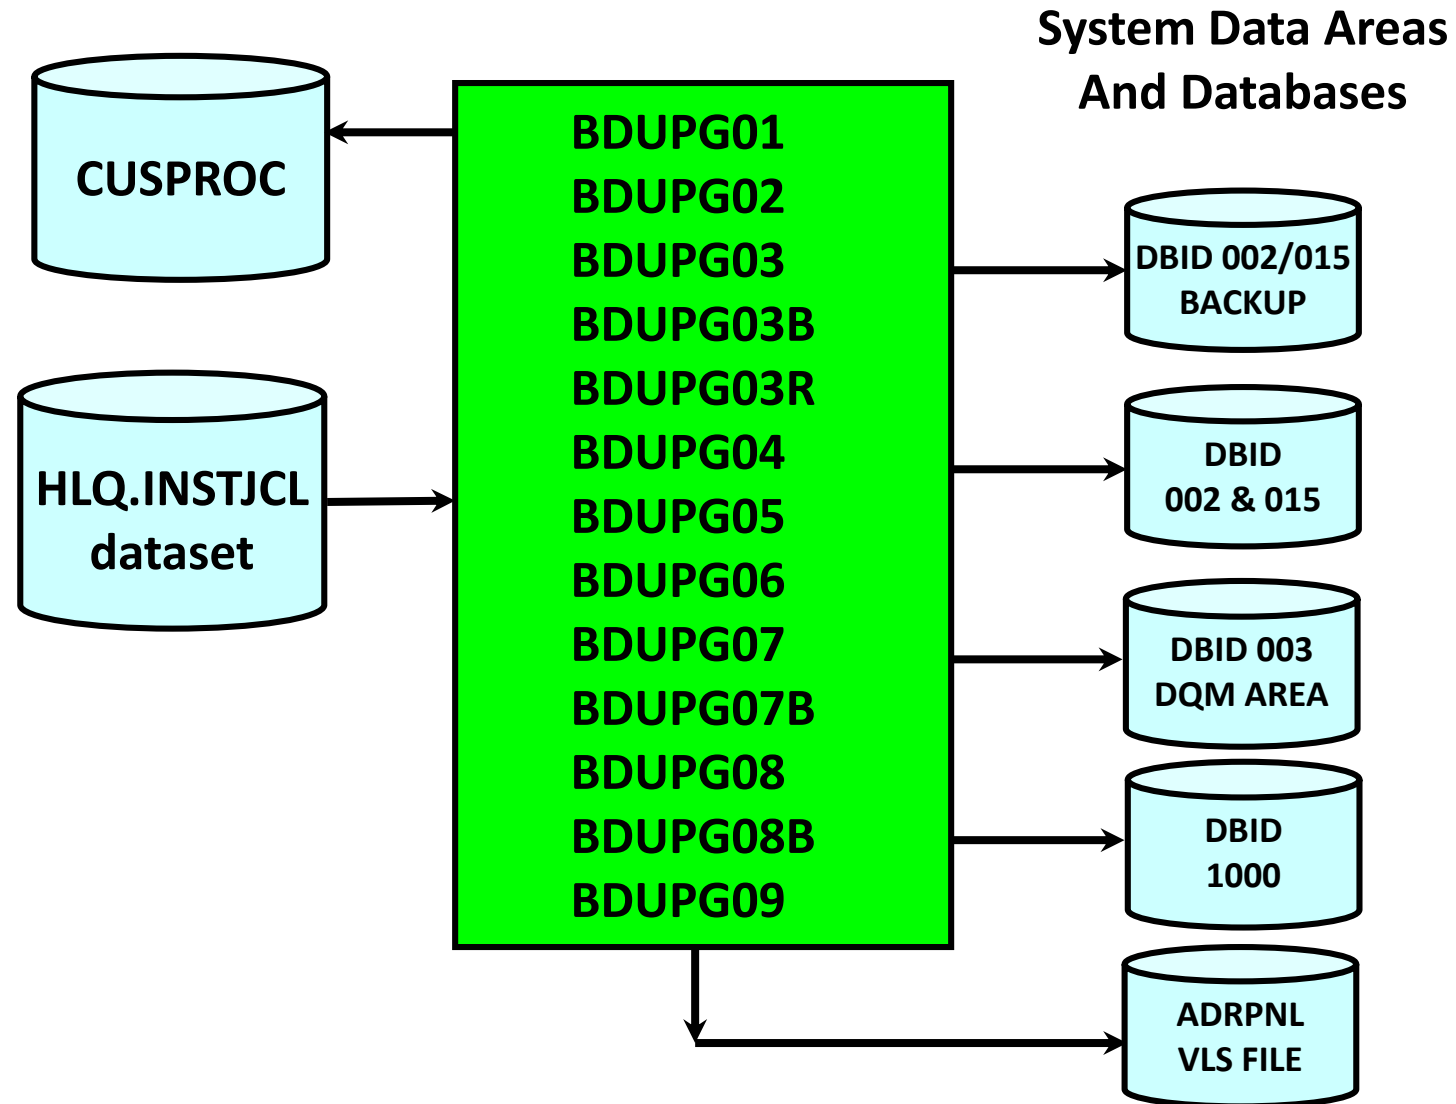 System Data Areas
And Databases
CUSPROC
HLQ.INSTJCL
dataset
BDUPG01
BDUPG02
BDUPG03
BDUPG03B
BDUPG03R
BDUPG04
BDUPG05
BDUPG06
BDUPG07
BDUPG07B
BDUPG08
BDUPG08B
BDUPG09
DBID 002/015
BACKUP
DBID
002 & 015
DBID 003
DQM AREA
DBID
1000
ADRPNL
VLS FILE